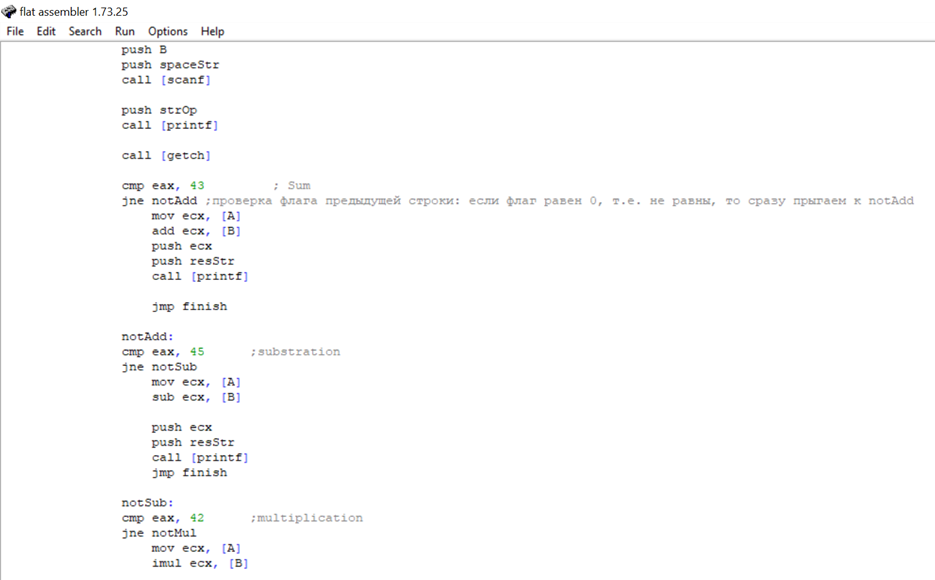 flat assembler 1.73.25
File Edit Search Run Options Help
push B
push spaceStr
call [scanf]
push strOp
call [printf]
call [getch]
cmp eax, 43 ; Sum
jne notAdd ;проверка флага предыдущей строки: если флаг равен 0, т.е. не равны, то сразу прыгаем к notAdd
mov ecx, [A]
add ecx, [B]
push ecx
push resStr
call [printf]
jmp finish
notAdd:
cmp eax, 45 ;substration
jne notSub
mov ecx, [A]
sub ecx, [B]
push ecx
push resStr
call [printf]
jmp finish
notSub:
cmp eax, 42 ;multiplication
jne notMul
mov ecx, [A]
imul ecx, [B]